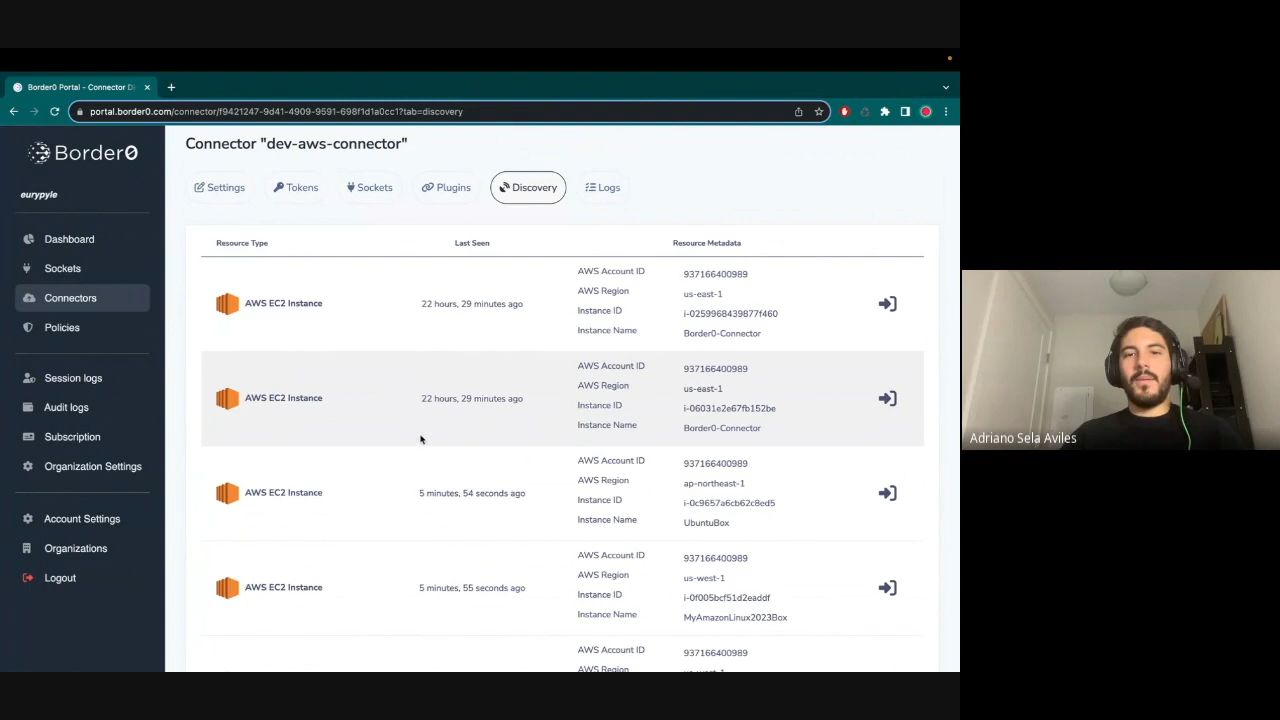 Border0 Portal - Connector D
portal.border0.com/connector/f9421247-9d41-4909-9591-698f1d1a0cc1?tab=discovery
Border0
eurypyle
Dashboard
Sockets
Connectors
Policies
Session logs
Audit logs
Subscription
Organization Settings
Account Settings
Organizations
Logout
Connector "dev-aws-connector"
Settings
Tokens
Sockets
Plugins
Discovery
Logs
Resource Type Last Seen Resource Metadata
AWS EC2 Instance
22 hours, 29 minutes ago
AWS Account ID 937166400989
AWS Region us-east-1
Instance ID i-0259968439877f460
Instance Name Border0-Connector
AWS EC2 Instance
22 hours, 29 minutes ago
AWS Account ID 937166400989
AWS Region us-east-1
Instance ID i-06031e2e67fb152be
Instance Name Border0-Connector
AWS EC2 Instance
5 minutes, 54 seconds ago
AWS Account ID 937166400989
AWS Region ap-northeast-1
Instance ID i-0c9657a6cb62c8ed5
Instance Name UbuntuBox
AWS EC2 Instance
5 minutes, 55 seconds ago
AWS Account ID 937166400989
AWS Region us-west-1
Instance ID i-0f005bcf51d2eaddf
Instance Name MyAmazonLinux2023Box
AWS Account ID 937166400989
AWS Region
Adriano Sela Aviles